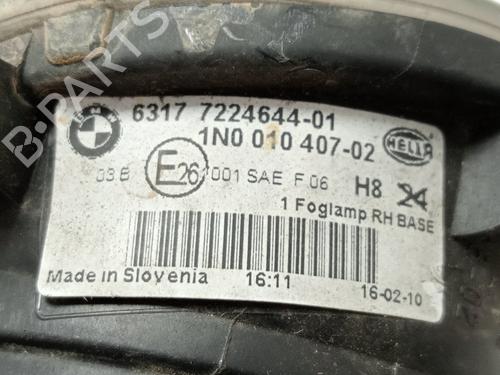 B-PARTS
BMW
6317 7224644-01
1N0 010 407-02
HELLA
03 B E26 001 SAE F 06 H8 24
1 Foglamp RH BASE
Made in Slovenia 16:11 16-02-10